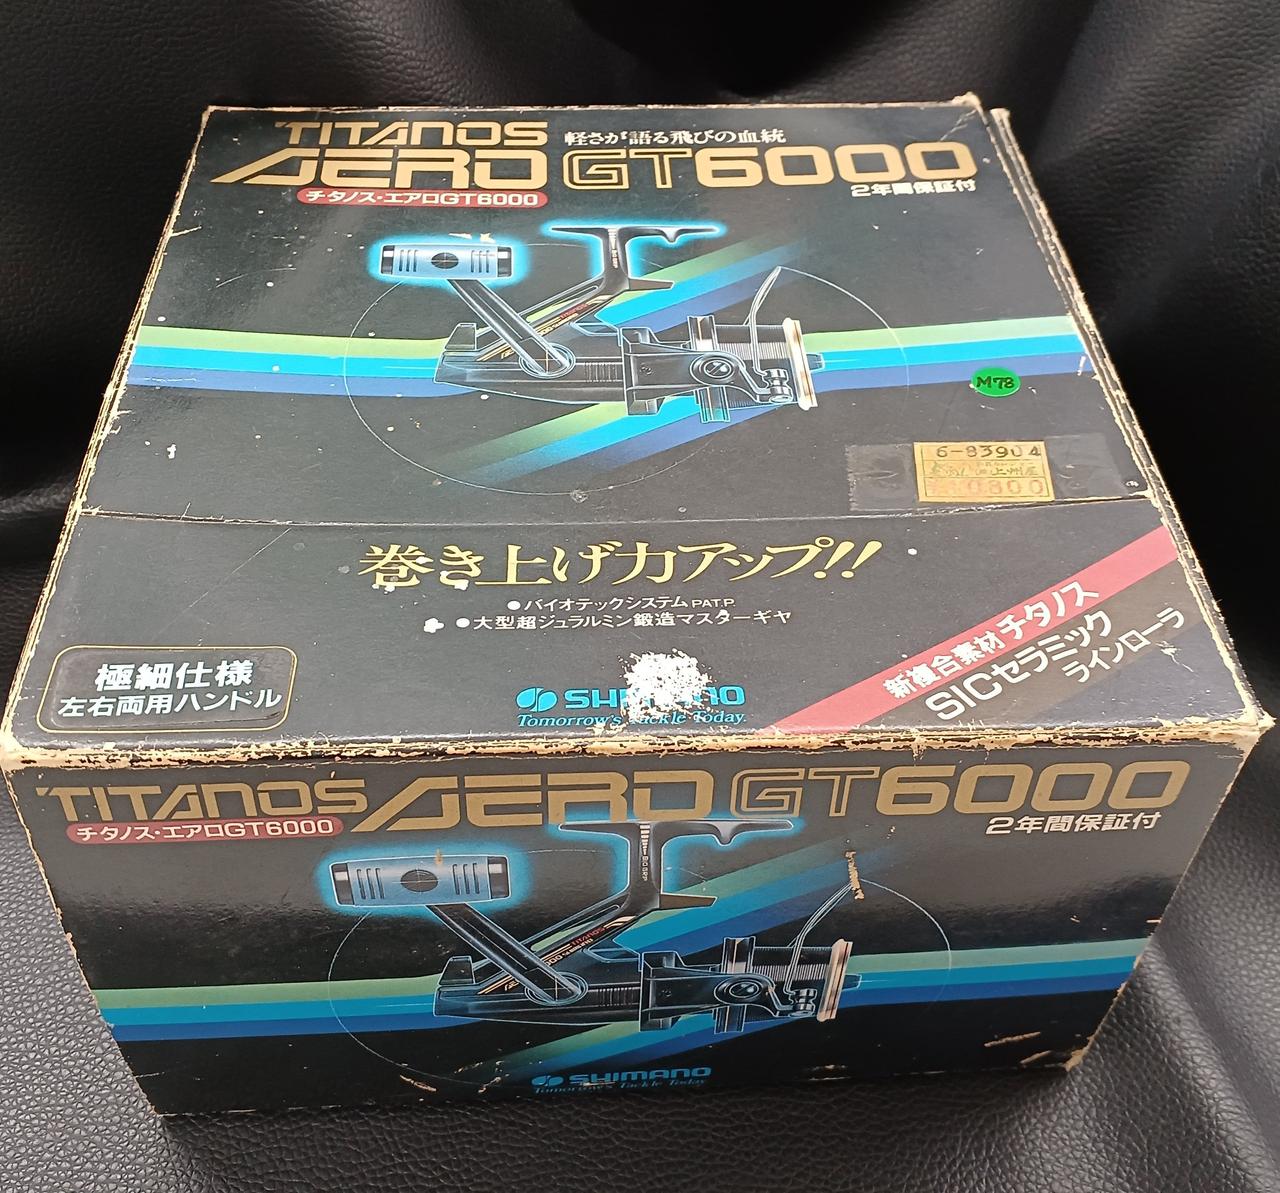 TITANOS
軽さが語る飛びの血統
AERO GT6000
チタノス・エアロGT6000
2年間保証付
M78
6-83904
上州屋
巻き上げ力アップ!!
●バイオテックシステム PAT.P.
●大型超ジュラルミン鍛造マスターギヤ
新複合素材チタノス
SICセラミック
ラインローラ
極細仕様
左右両用ハンドル
SHIMANO
Tomorrow's Tackle Today.
TITANOS AERO GT6000
チタノス・エアロGT6000
2年間保証付
TITANOS
SHIMANO
Tomorrow's Tackle Today